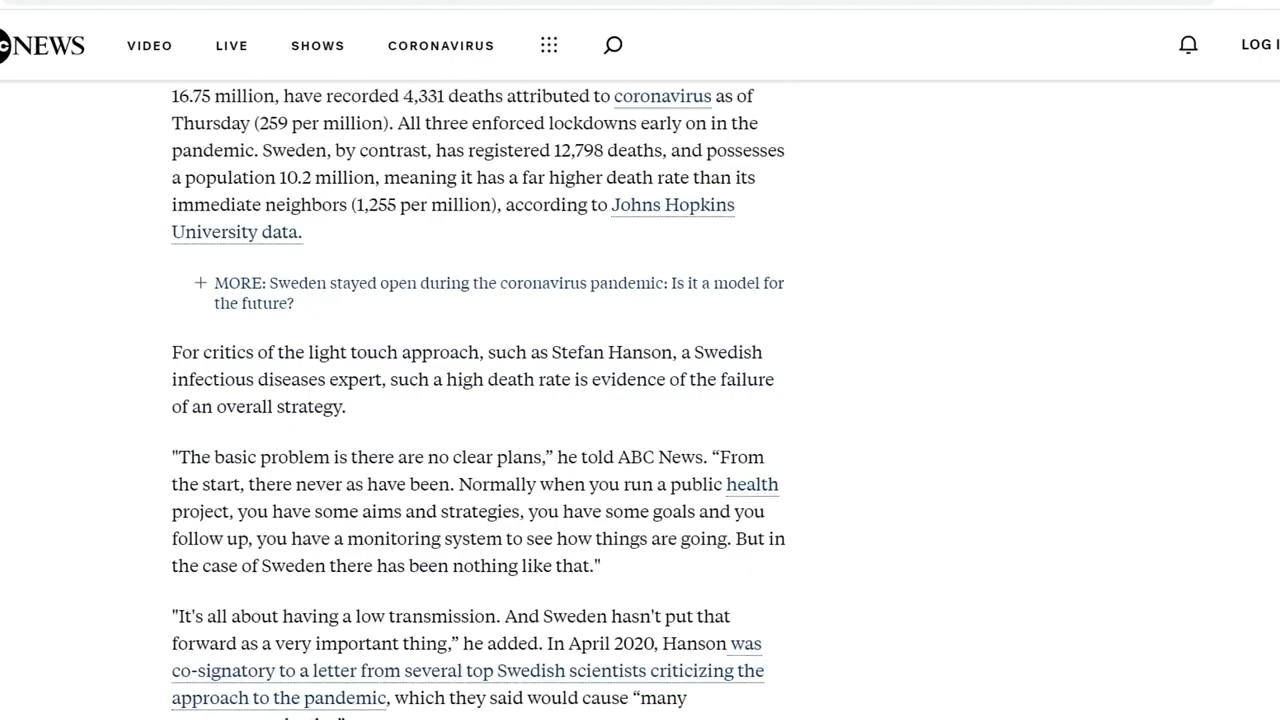 NEWS VIDEO LIVE SHOWS CORONAVIRUS LOG I
16.75 million, have recorded 4,331 deaths attributed to coronavirus as of
Thursday (259 per million). All three enforced lockdowns early on in the
pandemic. Sweden, by contrast, has registered 12,798 deaths, and possesses
a population 10.2 million, meaning it has a far higher death rate than its
immediate neighbors (1,255 per million), according to Johns Hopkins
University data.
+ MORE: Sweden stayed open during the coronavirus pandemic: Is it a model for
the future?
For critics of the light touch approach, such as Stefan Hanson, a Swedish
infectious diseases expert, such a high death rate is evidence of the failure
of an overall strategy.
"The basic problem is there are no clear plans,” he told ABC News. “From
the start, there never as have been. Normally when you run a public health
project, you have some aims and strategies, you have some goals and you
follow up, you have a monitoring system to see how things are going. But in
the case of Sweden there has been nothing like that."
"It's all about having a low transmission. And Sweden hasn't put that
forward as a very important thing,” he added. In April 2020, Hanson was
co-signatory to a letter from several top Swedish scientists criticizing the
approach to the pandemic, which they said would cause “many